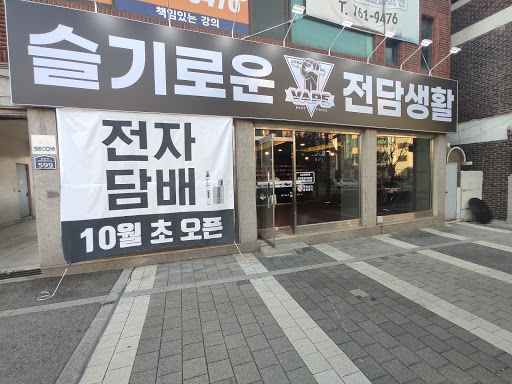 책임있는 강의
T. 761-9476
슬기로운 전담생활
VAPE
SECOM
599
전자
담배
10월 초 오픈